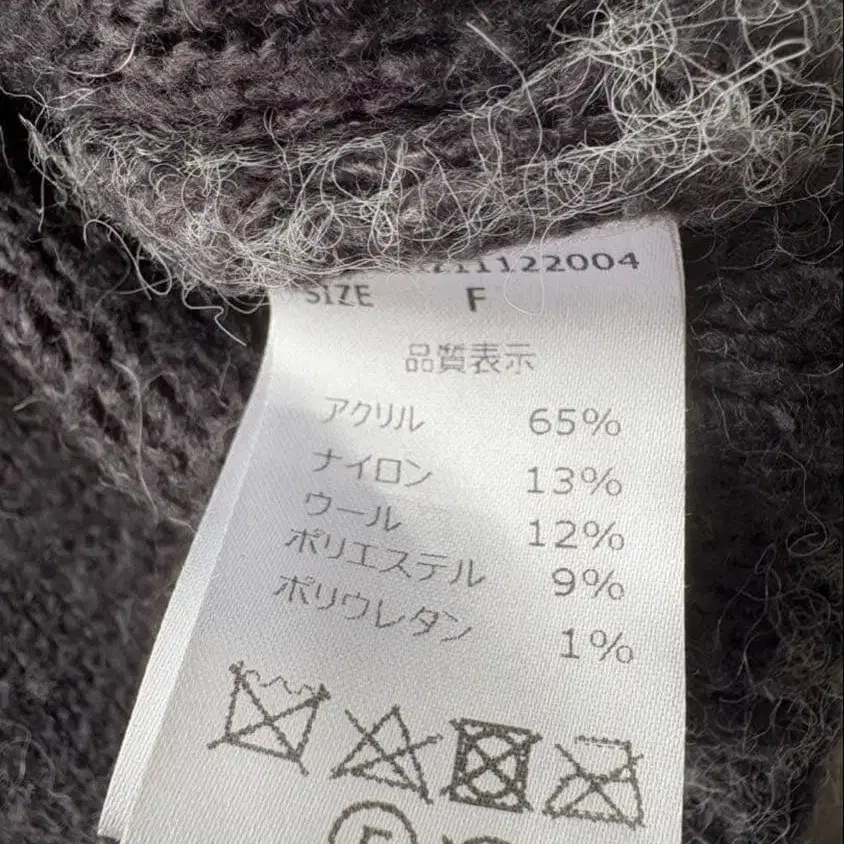 11122004
SIZE F
品質表示
アクリル 65%
ナイロン 13%
ウール 12%
ポリエステル 9%
ポリウレタン 1%
F